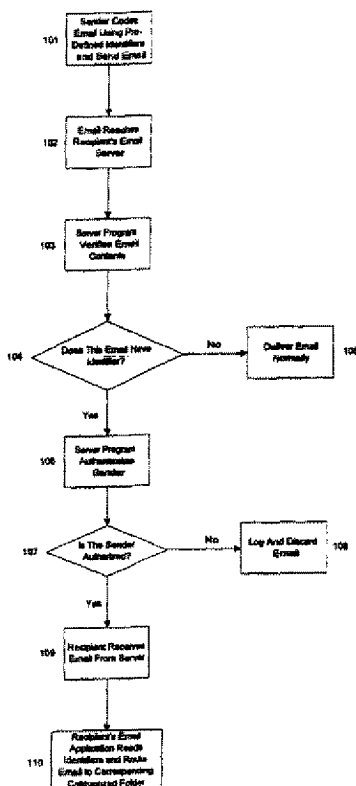 101
Sender Codes
Email Using Pre-
Defined Identifiers
and Send Email
102
Email Reaches
Recipient's Email
Server
103
Server Program
Verifies Email
Contents
104
Does This Email Have
Identifier?
No
Deliver Email
Normally
Yes
Server Program
Authenticates
Sender
107
Is The Sender
Authorized?
No
Log And Discard
Email
108
Yes
109
Recipient Receives
Email From Server
110
Recipient's Email
Application Reads
Identifiers and Route
Email to Corresponding
Customized Folder